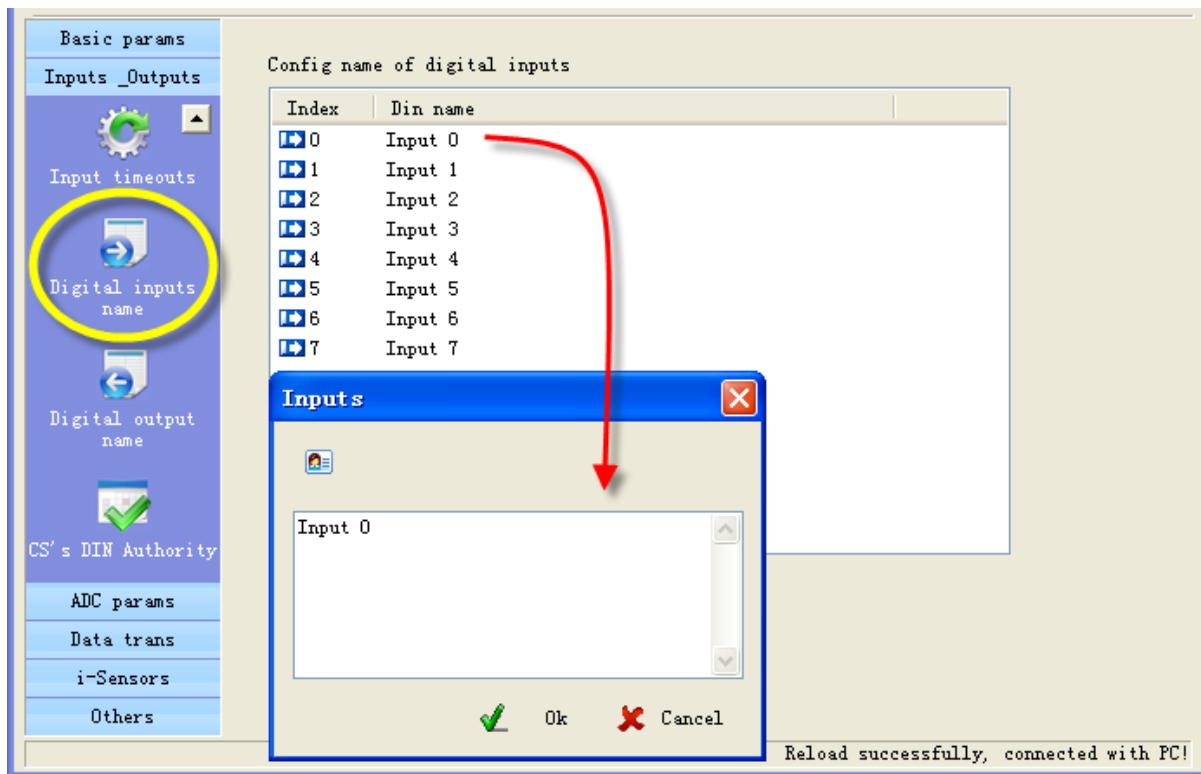 Basic params
Inputs _Outputs
Input timeouts
Digital inputs
name
Digital output
name
CS's DIN Authority
ADC params
Data trans
i-Sensors
Others
Config name of digital inputs
Index Din name
0 Input 0
1 Input 1
2 Input 2
3 Input 3
4 Input 4
5 Input 5
6 Input 6
7 Input 7
Inputs
Input 0
Ok Cancel
Reload successfully, connected with PC!